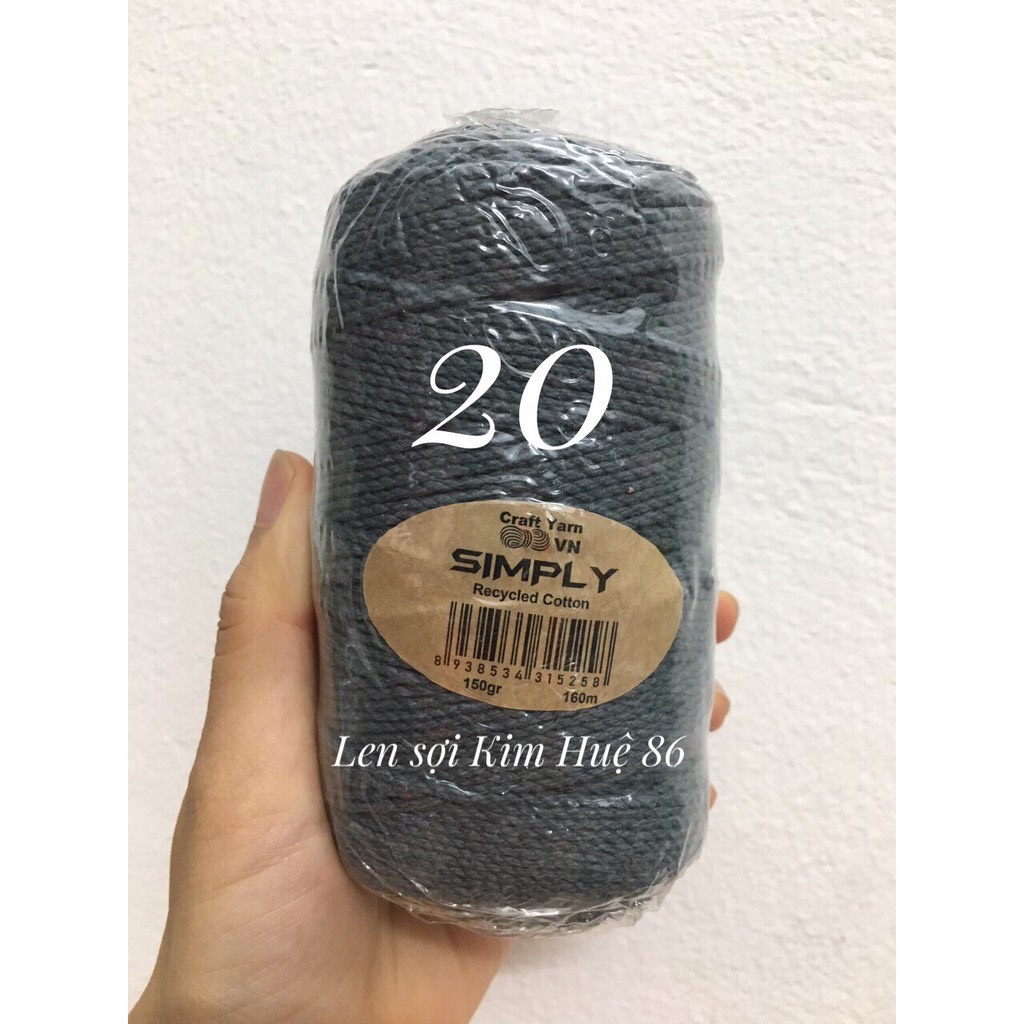 20
Craft Yarn
VN
SIMPLY
Recycled Cotton
8 938534 315258
150gr 160m
Len sợi Kim Huệ 86